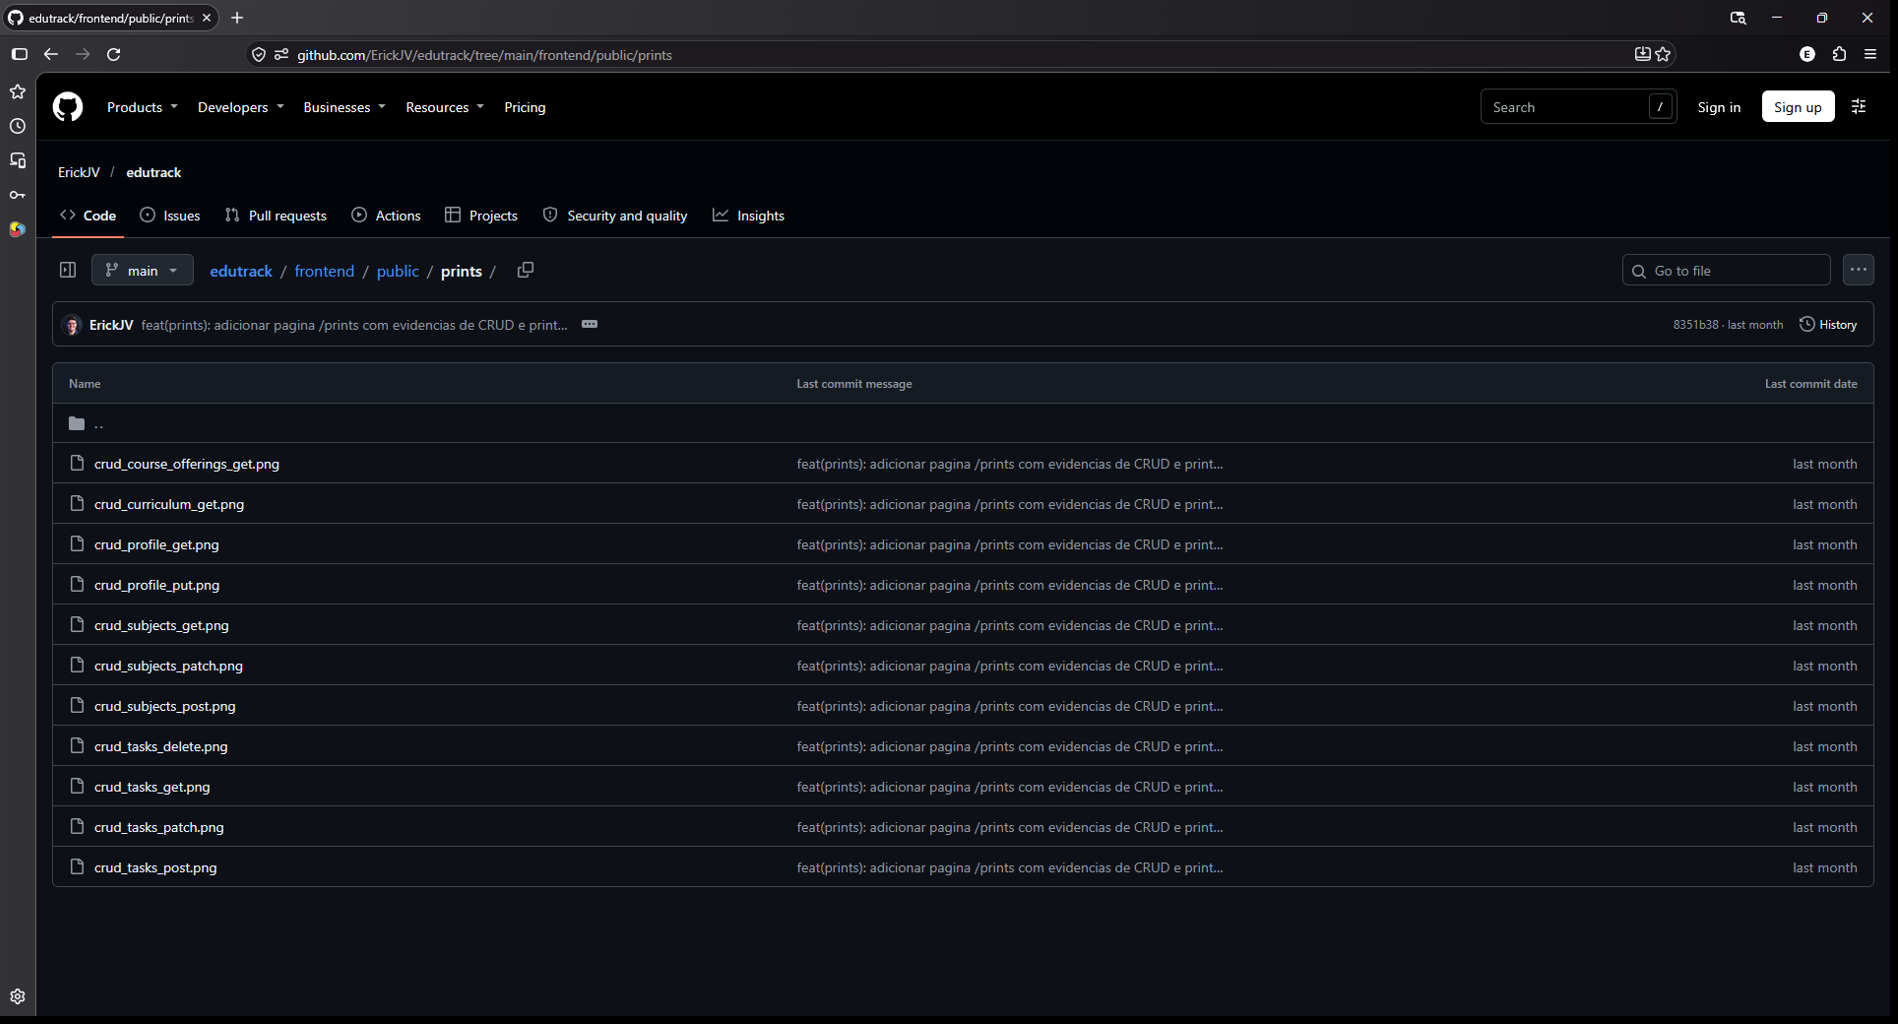 edutrack/frontend/public/prints
github.com/ErickJV/edutrack/tree/main/frontend/public/prints
E
Products Developers Businesses Resources Pricing
Search /
Sign in
Sign up
ErickJV / edutrack
Code Issues Pull requests Actions Projects Security and quality Insights
main
edutrack / frontend / public / prints /
Go to file
ErickJV feat(prints): adicionar pagina /prints com evidencias de CRUD e print...
8351b38 · last month
History
Name Last commit message Last commit date
..
crud_course_offerings_get.png feat(prints): adicionar pagina /prints com evidencias de CRUD e print... last month
crud_curriculum_get.png feat(prints): adicionar pagina /prints com evidencias de CRUD e print... last month
crud_profile_get.png feat(prints): adicionar pagina /prints com evidencias de CRUD e print... last month
crud_profile_put.png feat(prints): adicionar pagina /prints com evidencias de CRUD e print... last month
crud_subjects_get.png feat(prints): adicionar pagina /prints com evidencias de CRUD e print... last month
crud_subjects_patch.png feat(prints): adicionar pagina /prints com evidencias de CRUD e print... last month
crud_subjects_post.png feat(prints): adicionar pagina /prints com evidencias de CRUD e print... last month
crud_tasks_delete.png feat(prints): adicionar pagina /prints com evidencias de CRUD e print... last month
crud_tasks_get.png feat(prints): adicionar pagina /prints com evidencias de CRUD e print... last month
crud_tasks_patch.png feat(prints): adicionar pagina /prints com evidencias de CRUD e print... last month
crud_tasks_post.png feat(prints): adicionar pagina /prints com evidencias de CRUD e print... last month